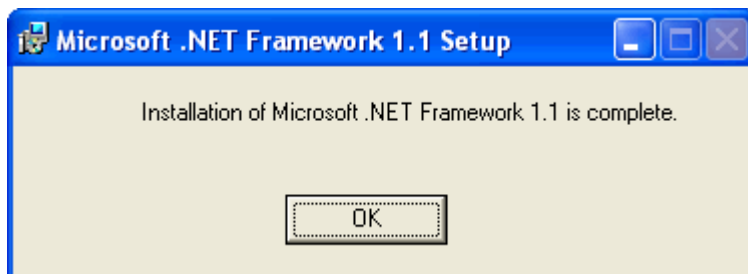 Microsoft .NET Framework 1.1 Setup
Installation of Microsoft .NET Framework 1.1 is complete.
OK